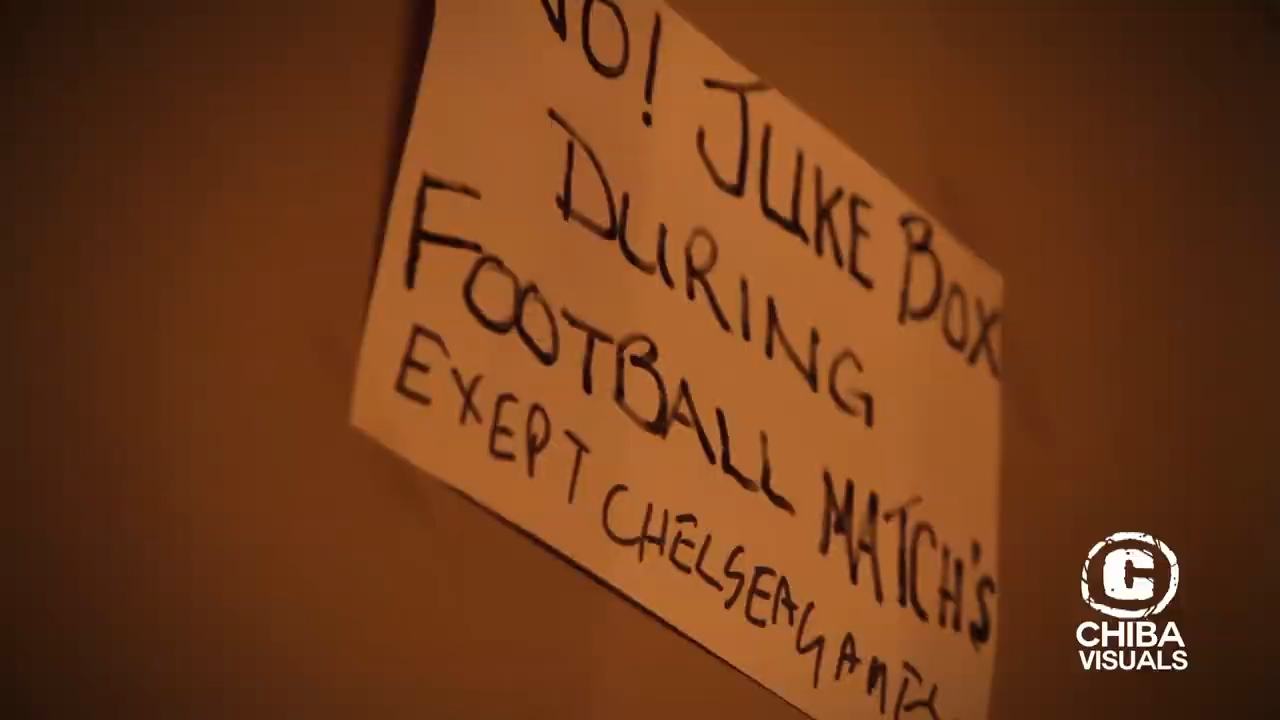 NO! JUKE BOX
DURING
FOOTBALL MATCH'S
EXEPT CHELSEA GAMES
C
CHIBA
VISUALS